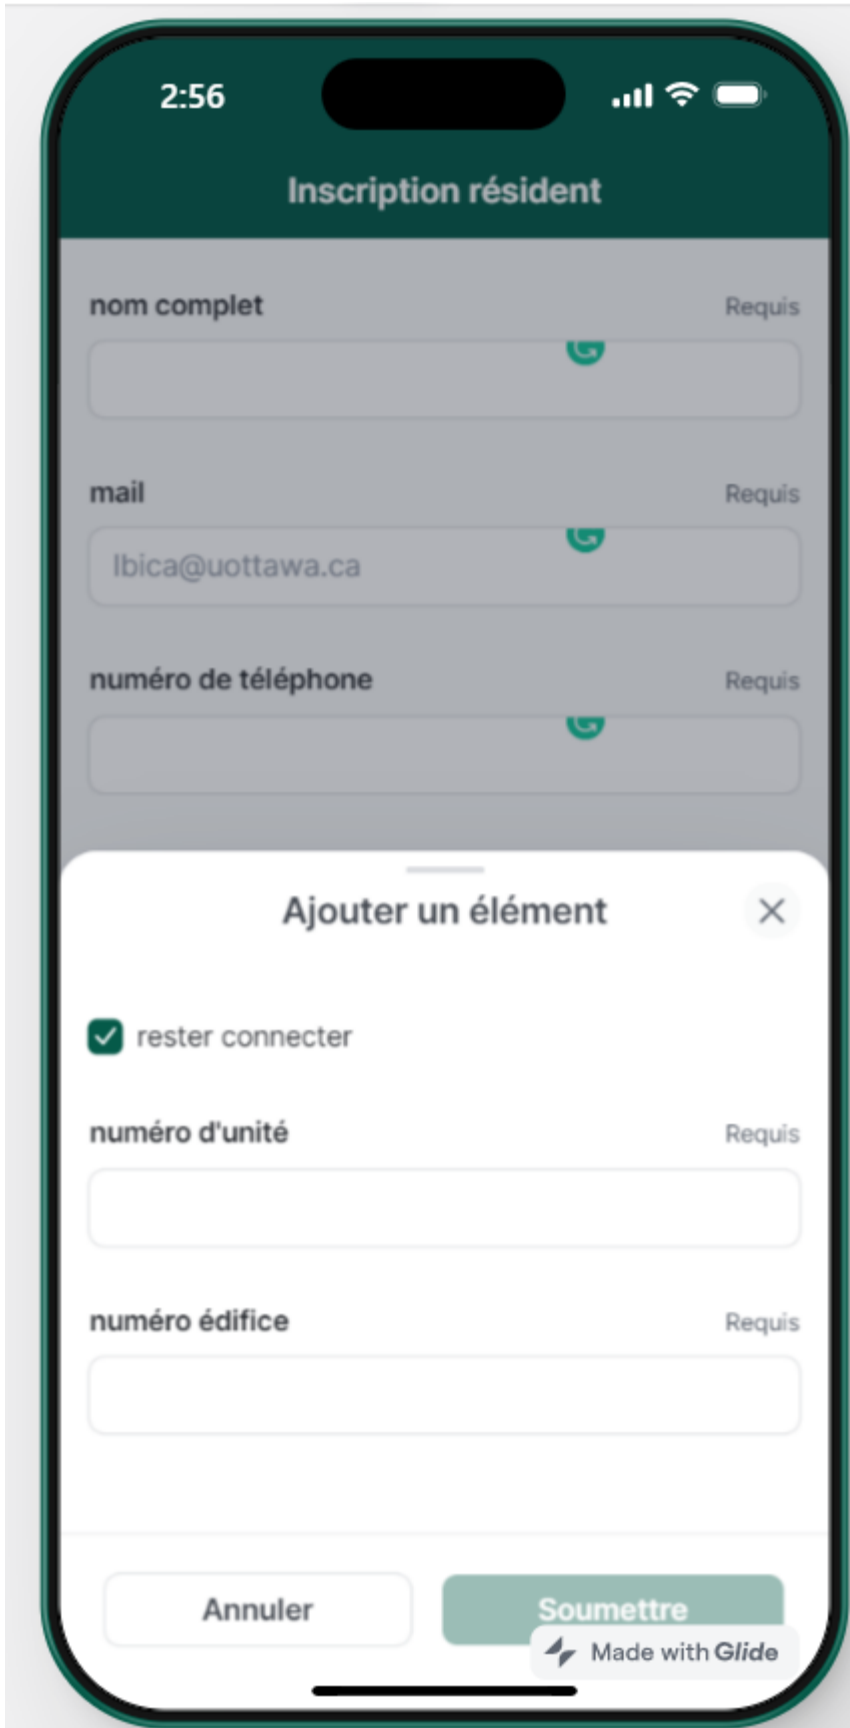 2:56
Inscription résident
nom complet Requis
mail Requis
lbica@uottawa.ca
numéro de téléphone Requis
Ajouter un élément
rester connecter
numéro d'unité Requis
numéro édifice Requis
Annuler Soumettre
Made with Glide